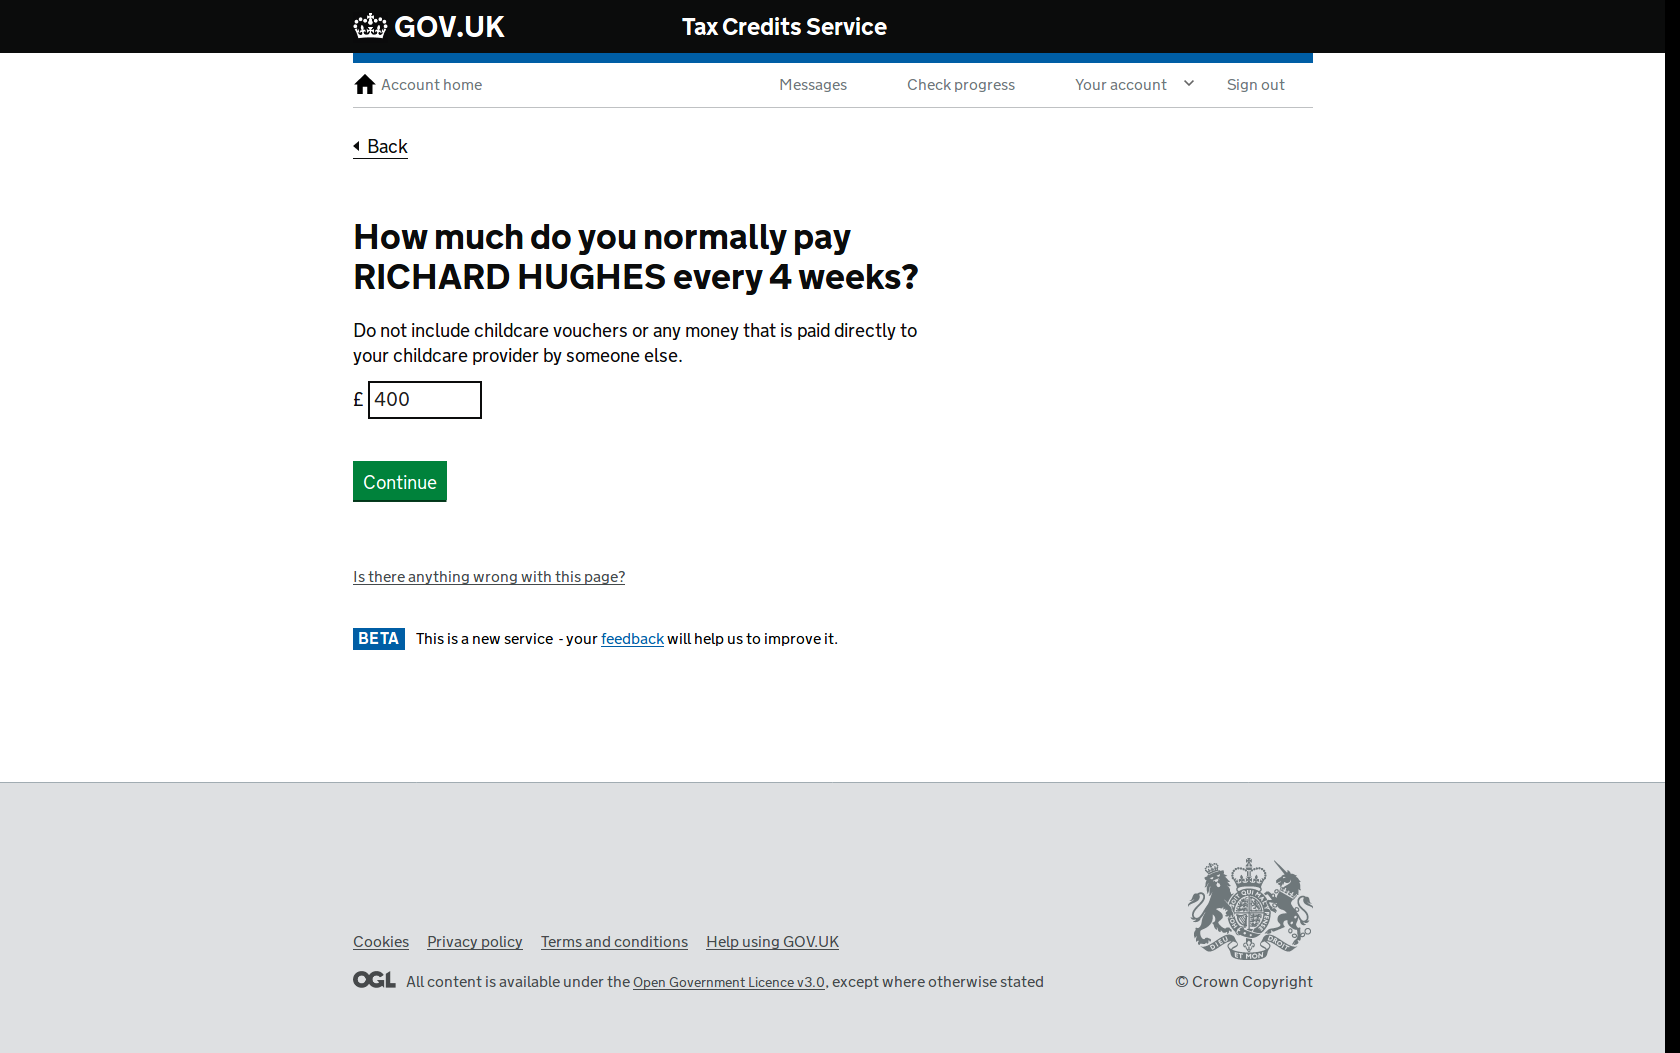 GOV.UK
Tax Credits Service
Account home
Messages
Check progress
Your account
Sign out
Back
How much do you normally pay
RICHARD HUGHES every 4 weeks?
Do not include childcare vouchers or any money that is paid directly to
your childcare provider by someone else.
£ 400
Continue
Is there anything wrong with this page?
BETA This is a new service - your feedback will help us to improve it.
Cookies
Privacy policy
Terms and conditions
Help using GOV.UK
OGL All content is available under the Open Government Licence v3.0, except where otherwise stated
DIEU ET MON DROIT
© Crown Copyright